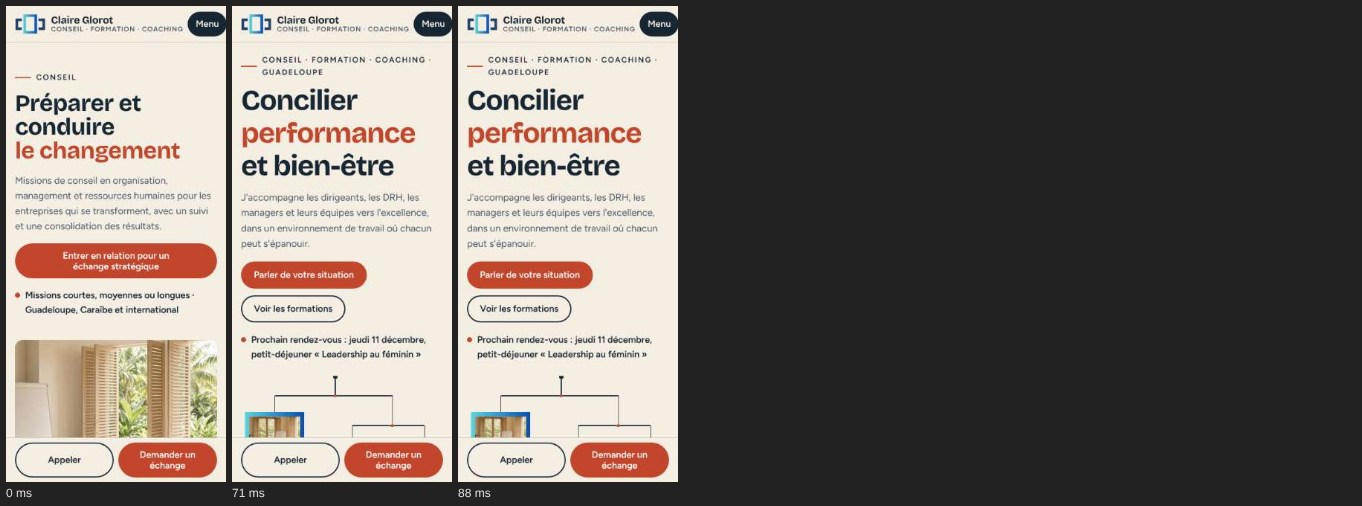 Claire Glorot
CONSEIL · FORMATION · COACHING
Menu
CONSEIL
Préparer et
conduire
le changement
Missions de conseil en organisation,
management et ressources humaines pour les
entreprises qui se transforment, avec un suivi
et une consolidation des résultats.
Entrer en relation pour un
échange stratégique
Missions courtes, moyennes ou longues ·
Guadeloupe, Caraïbe et international
Appeler
Demander un
échange
0 ms
Claire Glorot
CONSEIL · FORMATION · COACHING
Menu
CONSEIL · FORMATION · COACHING ·
GUADELOUPE
Concilier
performance
et bien-être
J'accompagne les dirigeants, les DRH, les
managers et leurs équipes vers l'excellence,
dans un environnement de travail où chacun
peut s'épanouir.
Parler de votre situation
Voir les formations
Prochain rendez-vous : jeudi 11 décembre,
petit-déjeuner « Leadership au féminin »
Appeler
Demander un
échange
71 ms
Claire Glorot
CONSEIL · FORMATION · COACHING
Menu
CONSEIL · FORMATION · COACHING ·
GUADELOUPE
Concilier
performance
et bien-être
J'accompagne les dirigeants, les DRH, les
managers et leurs équipes vers l'excellence,
dans un environnement de travail où chacun
peut s'épanouir.
Parler de votre situation
Voir les formations
Prochain rendez-vous : jeudi 11 décembre,
petit-déjeuner « Leadership au féminin »
Appeler
Demander un
échange
88 ms